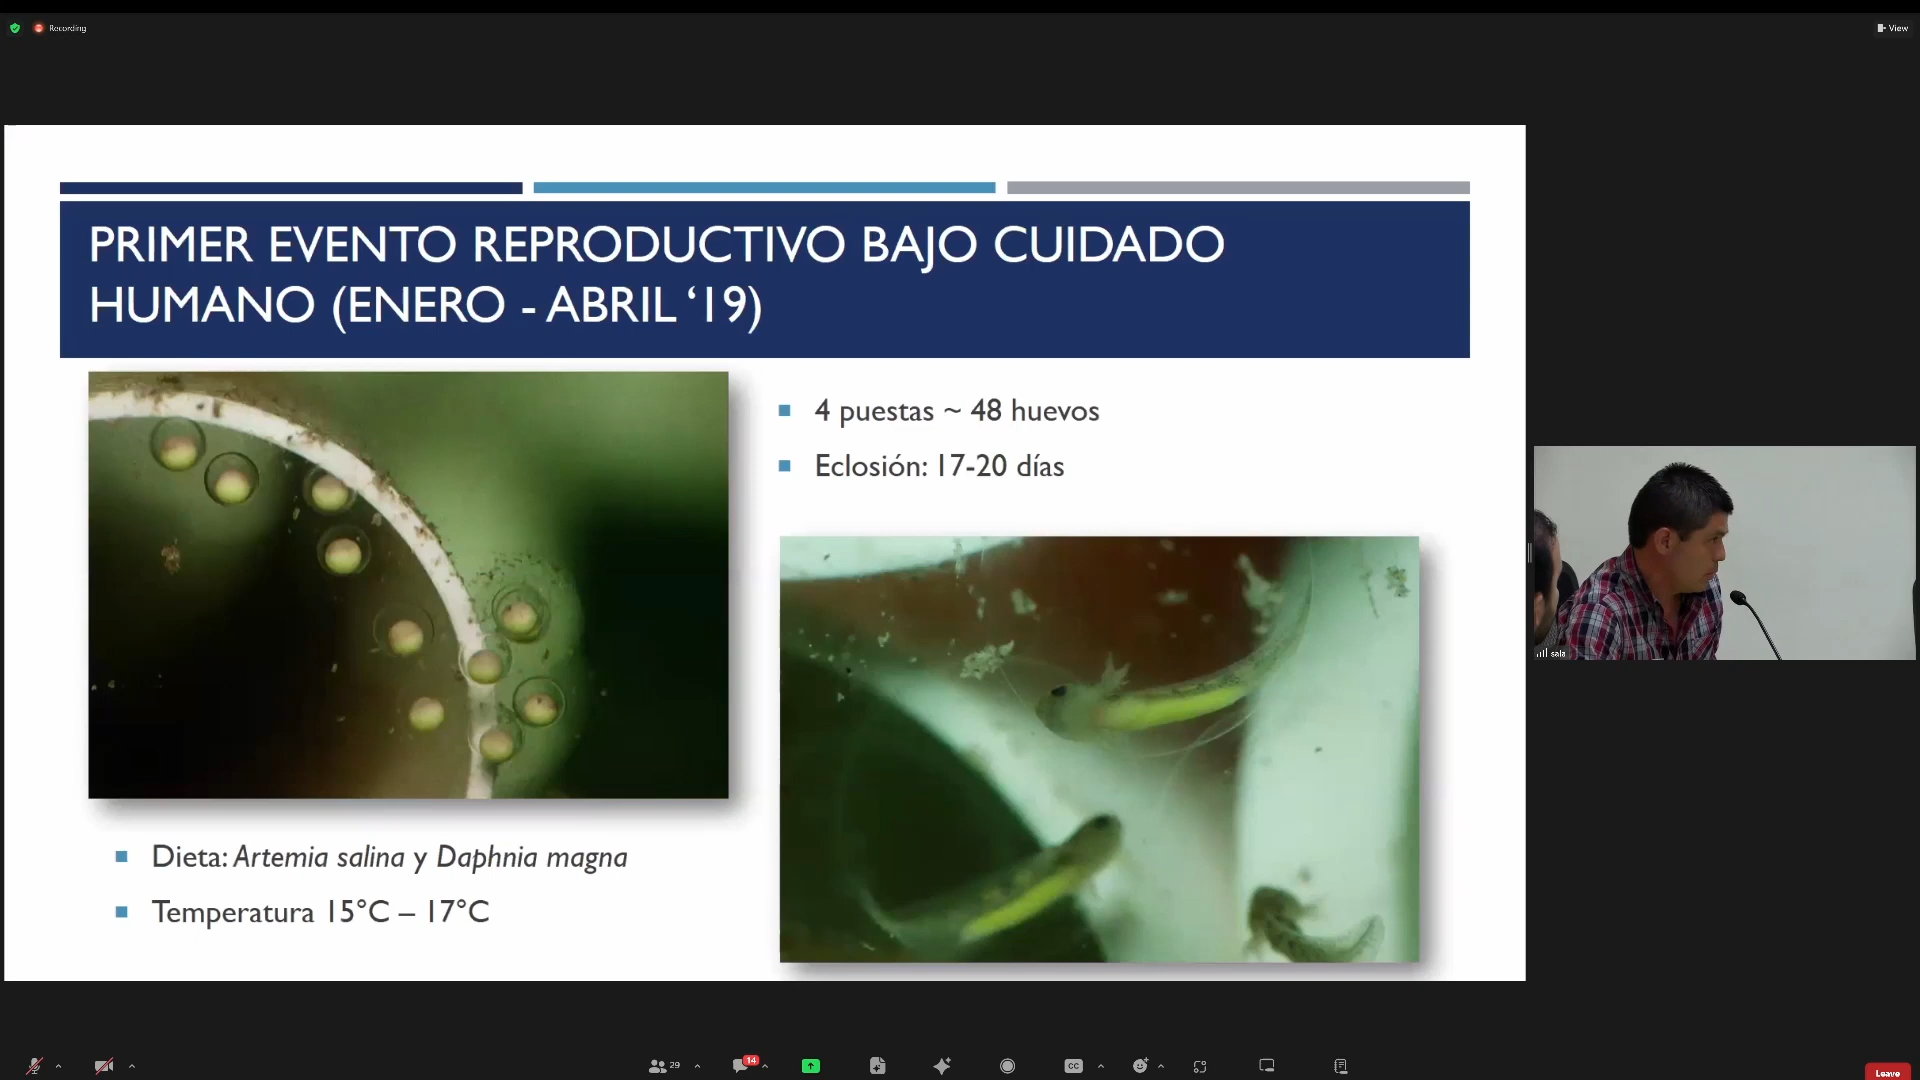 Recording
View
PRIMER EVENTO REPRODUCTIVO BAJO CUIDADO
HUMANO (ENERO - ABRIL ‘19)
4 puestas ~ 48 huevos
Eclosión: 17-20 días
Dieta: Artemia salina y Daphnia magna
Temperatura 15°C – 17°C
sala
29
14
CC
Leave